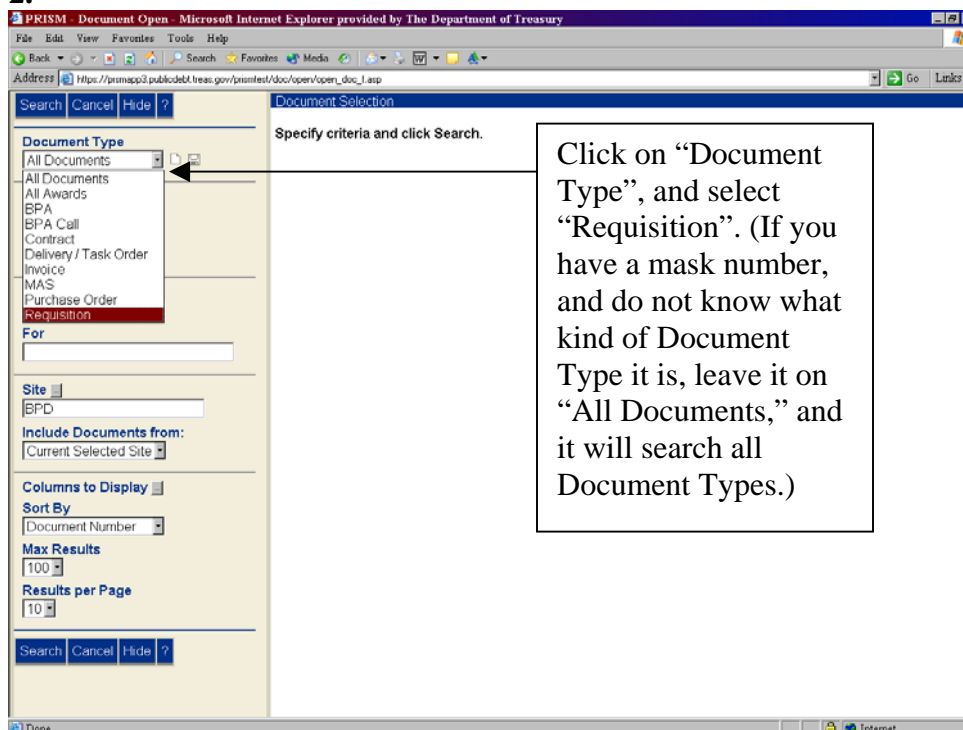 2.
PRISM - Document Open - Microsoft Internet Explorer provided by The Department of Treasury
File Edit View Favorites Tools Help
Back Search Favorites Media
Address https://prismapp3.publicdebt.treas.gov/prismtest/doc/open/open_doc_f.asp Go Links
Search Cancel Hide ?
Document Selection
Specify criteria and click Search.
Document Type
All Documents
All Documents
All Awards
BPA
BPA Call
Contract
Delivery / Task Order
Invoice
MAS
Purchase Order
Requisition
For
Site
BPD
Include Documents from:
Current Selected Site
Columns to Display
Sort By
Document Number
Max Results
100
Results per Page
10
Search Cancel Hide ?
Click on “Document
Type”, and select
“Requisition”. (If you
have a mask number,
and do not know what
kind of Document
Type it is, leave it on
“All Documents,” and
it will search all
Document Types.)
Done Internet